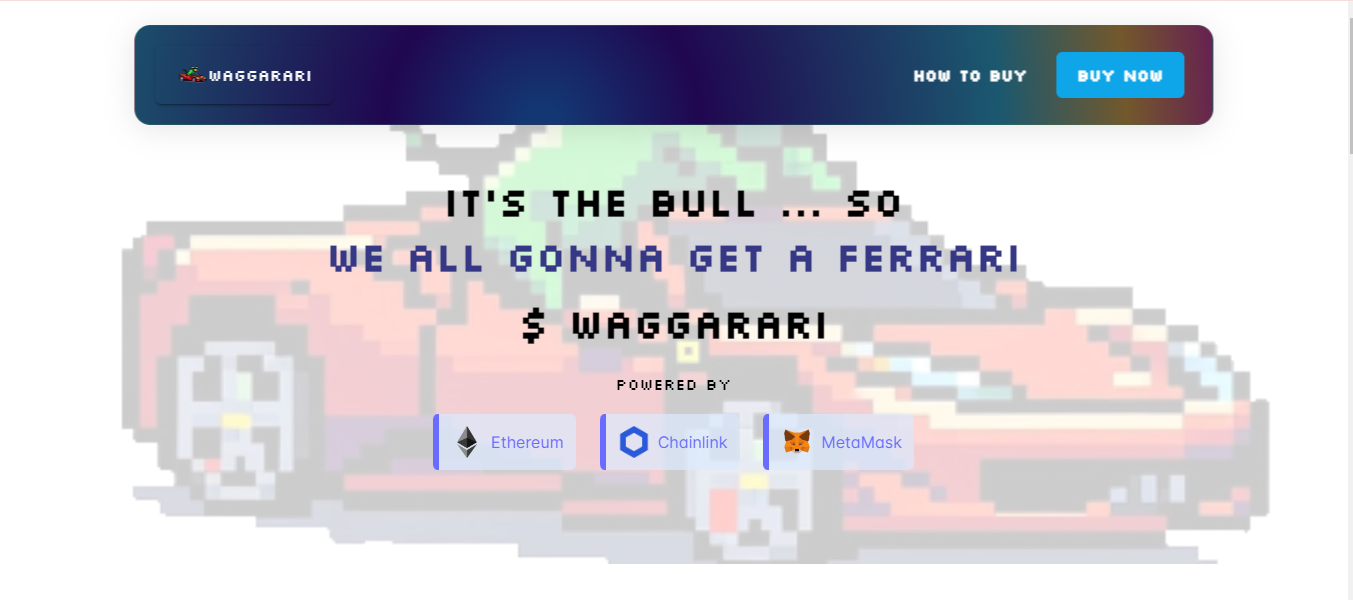 WAGGARARI
HOW TO BUY
BUY NOW
IT'S THE BULL ... SO
WE ALL GONNA GET A FERRARI
$ WAGGARARI
POWERED BY
Ethereum
Chainlink
MetaMask